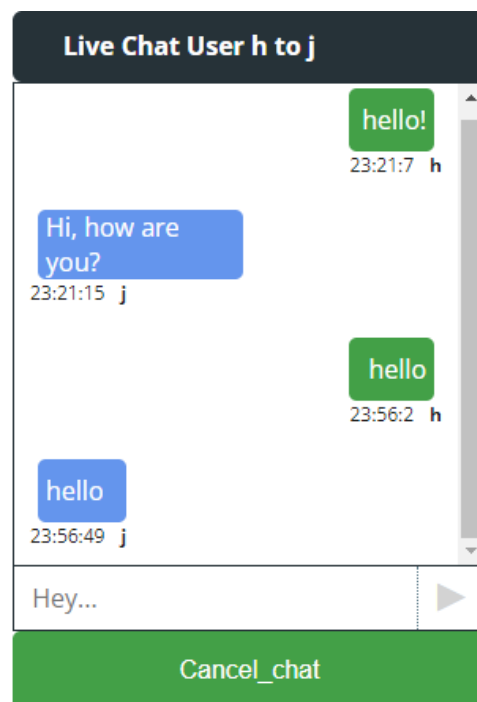 Live Chat User h to j
hello!
23:21:7 h
Hi, how are
you?
23:21:15 j
hello
23:56:2 h
hello
23:56:49 j
Hey...
Cancel_chat